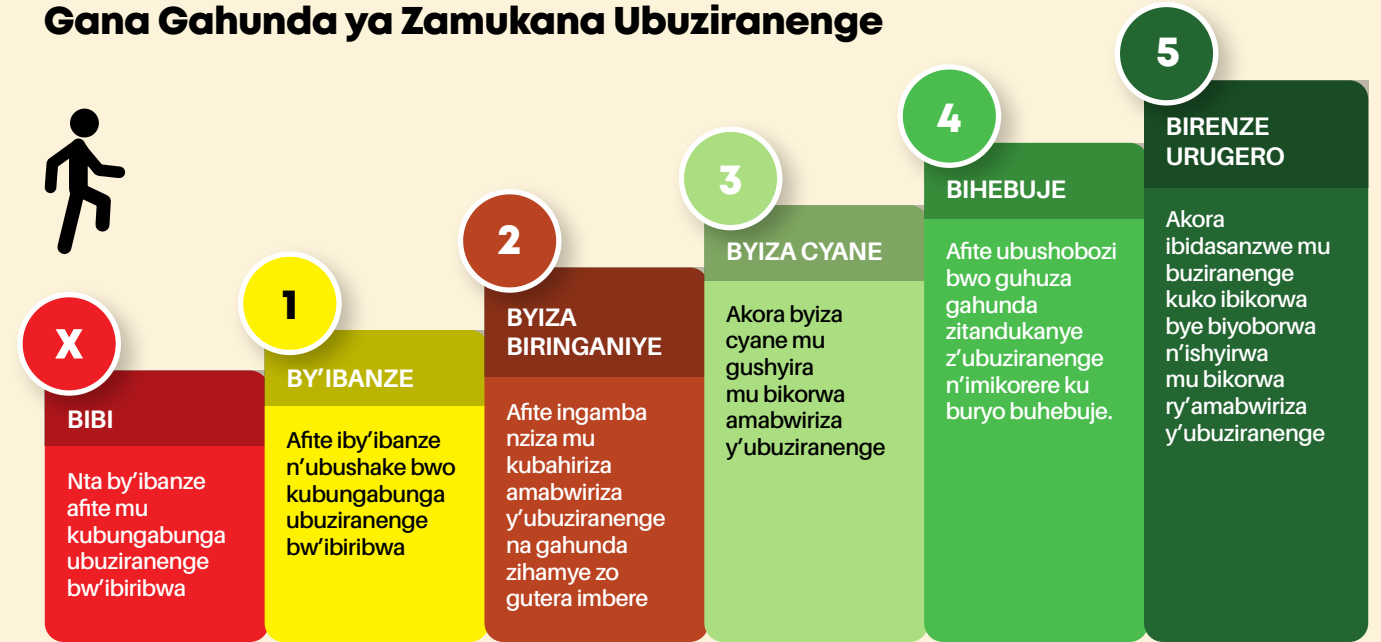 Gana Gahunda ya Zamukana Ubuziranenge
X
BIBI
Nta by’ibanze
afite mu
kubungabunga
ubuziranenge
bw’ibiribwa
1
BY’IBANZE
Afite iby’ibanze
n’ubushake bwo
kubungabunga
ubuziranenge
bw’ibiribwa
2
BYIZA
BIRINGANIYE
Afite ingamba
nziza mu
kubahiriza
amabwiriza
y’ubuziranenge
na gahunda
zihamye zo
gutera imbere
3
BYIZA CYANE
Akora byiza
cyane mu
gushyira
mu bikorwa
amabwiriza
y’ubuziranenge
4
BIHEBUJE
Afite ubushobozi
bwo guhuza
gahunda
zitandukanye
z’ubuziranenge
n’imikorere ku
buryo buhebuje.
5
BIRENZE
URUGERO
Akora
ibidasanzwe mu
buziranenge
kuko ibikorwa
bye biyoborwa
n’ishyirwa
mu bikorwa
ry’amabwiriza
y’ubuziranenge